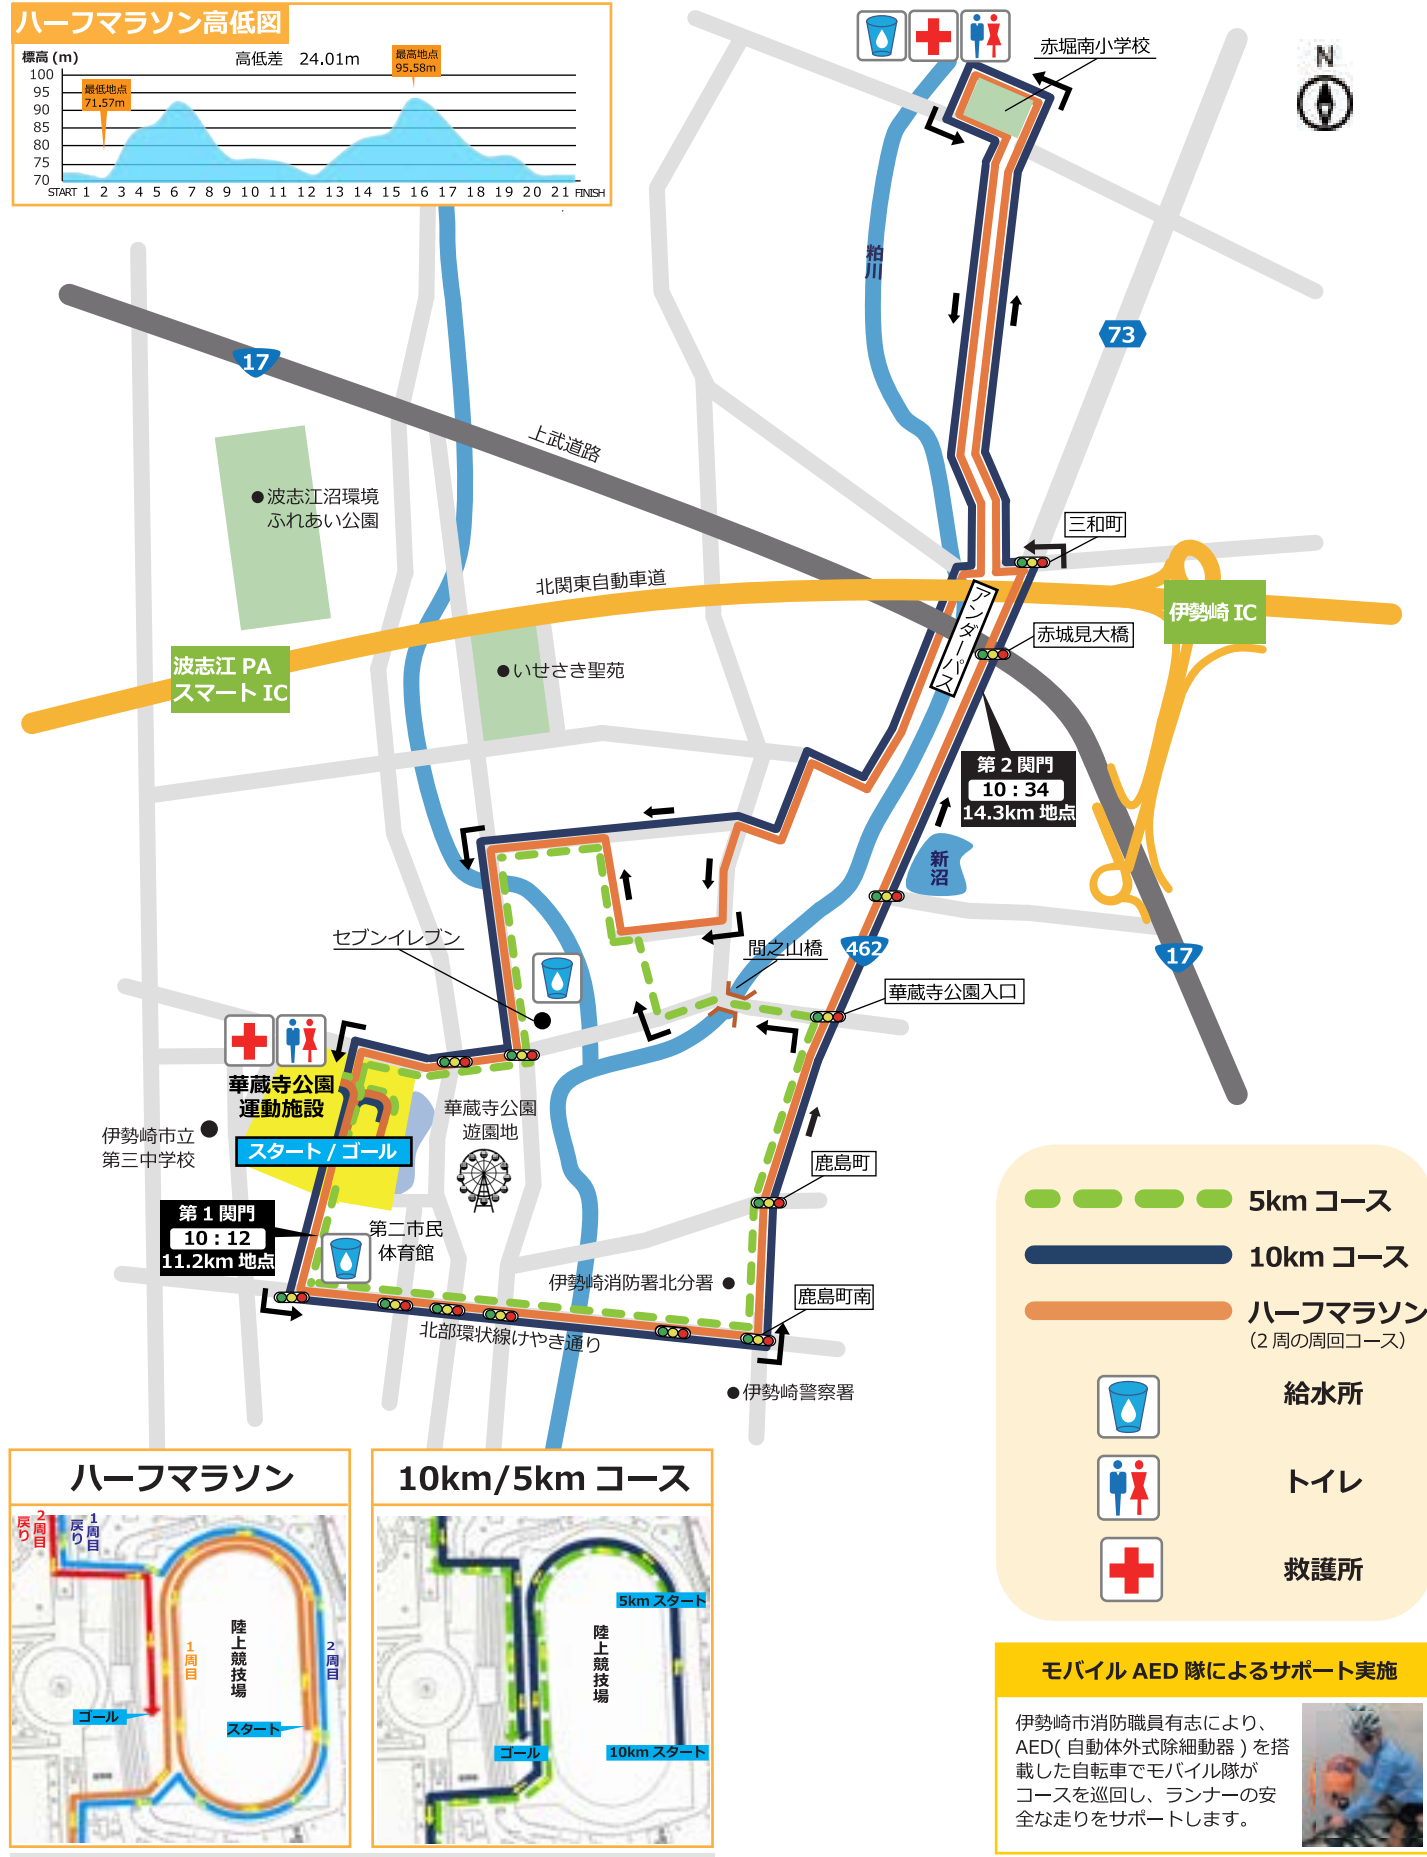 ハーフマラソン高低図
標高 (m)
高低差 24.01m
最高地点
95.58m
最低地点
71.57m
100
95
90
85
80
75
70
START 1 2 3 4 5 6 7 8 9 10 11 12 13 14 15 16 17 18 19 20 21 FINISH
赤堀南小学校
N
粕川
73
17
上武道路
波志江沼環境
ふれあい公園
三和町
北関東自動車道
アンダーパス
伊勢崎 IC
赤城見大橋
波志江 PA
スマート IC
いせさき聖苑
第 2 関門
10：34
14.3km 地点
新沼
セブンイレブン
間之山橋
462
17
華蔵寺公園入口
華蔵寺公園
運動施設
華蔵寺公園
遊園地
伊勢崎市立
第三中学校
スタート / ゴール
鹿島町
第 1 関門
10：12
11.2km 地点
第二市民
体育館
伊勢崎消防署北分署
鹿島町南
北部環状線けやき通り
伊勢崎警察署
5km コース
10km コース
ハーフマラソン
（2 周の周回コース）
給水所
トイレ
救護所
ハーフマラソン
2周目
戻り
1周目
戻り
陸上競技場
1周目
2周目
ゴール
スタート
10km/5km コース
5km スタート
陸上競技場
ゴール
10km スタート
モバイル AED 隊によるサポート実施
伊勢崎市消防職員有志により、
AED( 自動体外式除細動器 ) を搭
載した自転車でモバイル隊が
コースを巡回し、ランナーの安
全な走りをサポートします。